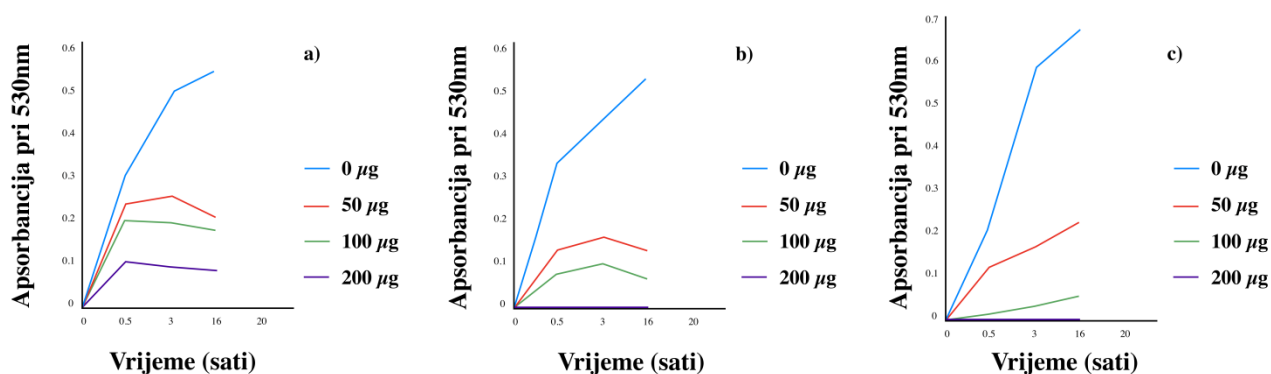 a)
Apsorbancija pri 530nm
0.6
0.5
0.4
0.3
0.2
0.1
0
0 0.5 3 16 20
Vrijeme (sati)
0 µg
50 µg
100 µg
200 µg
b)
Apsorbancija pri 530nm
0.6
0.5
0.4
0.3
0.2
0.1
0
0 0.5 3 16 20
Vrijeme (sati)
0 µg
50 µg
100 µg
200 µg
c)
Apsorbancija pri 530nm
0.7
0.6
0.5
0.4
0.3
0.2
0.1
0
0 0.5 3 16 20
Vrijeme (sati)
0 µg
50 µg
100 µg
200 µg